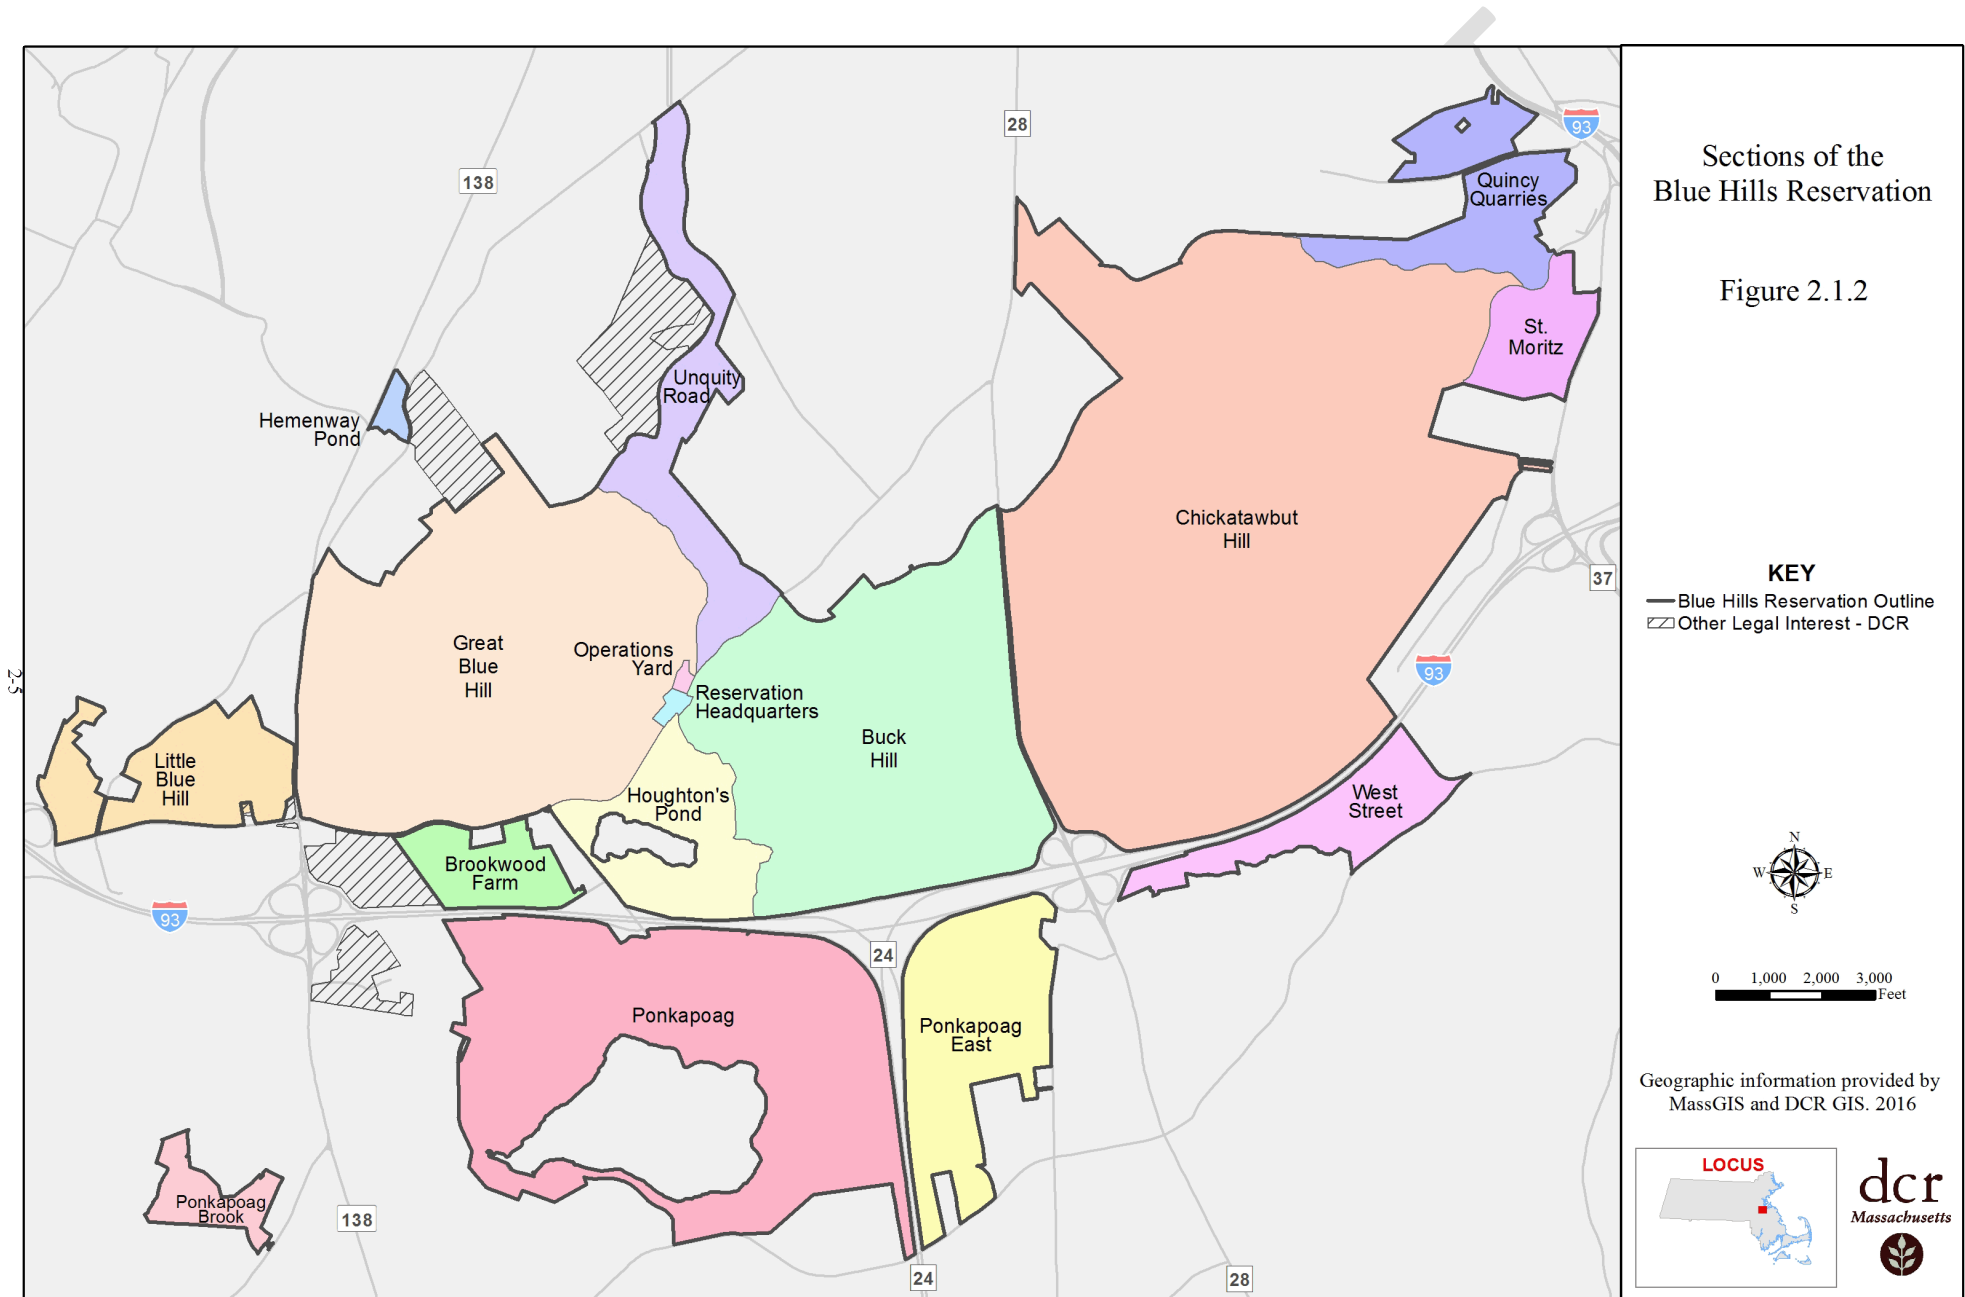 Sections of the
Blue Hills Reservation
Figure 2.1.2
KEY
Blue Hills Reservation Outline
Other Legal Interest - DCR
N
W
E
S
0 1,000 2,000 3,000
Feet
Geographic information provided by
MassGIS and DCR GIS. 2016
LOCUS
dcr
Massachusetts
2-5
28
93
138
Quincy
Quarries
St.
Moritz
Unquity
Road
Hemenway
Pond
Chickatawbut
Hill
37
Great
Blue
Hill
Operations
Yard
Reservation
Headquarters
93
Buck
Hill
Little
Blue
Hill
Houghton's
Pond
West
Street
Brookwood
Farm
93
24
Ponkapoag
Ponkapoag
East
Ponkapoag
Brook
138
24
28